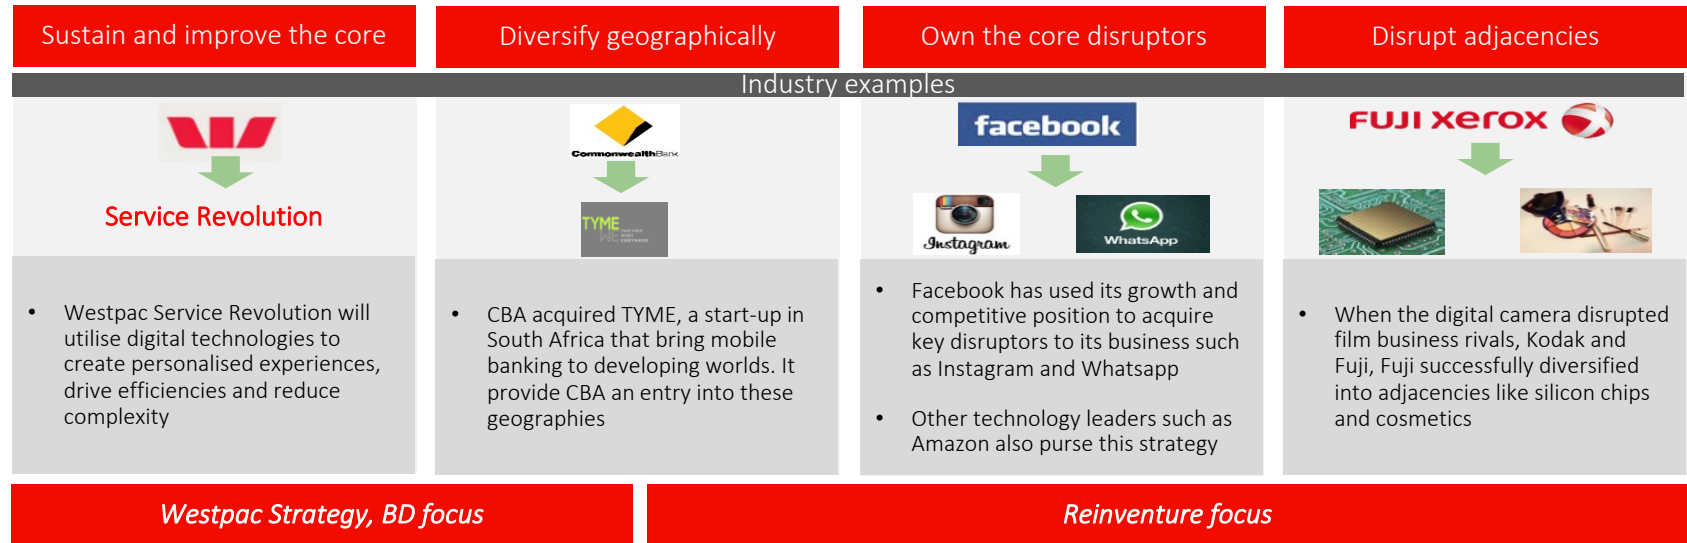 Sustain and improve the core
Diversify geographically
Own the core disruptors
Disrupt adjacencies
Industry examples
Service Revolution
CommonwealthBank
TYME
facebook
Instagram
WhatsApp
FUJI xerox
• Westpac Service Revolution will
utilise digital technologies to
create personalised experiences,
drive efficiencies and reduce
complexity
• CBA acquired TYME, a start-up in
South Africa that bring mobile
banking to developing worlds. It
provide CBA an entry into these
geographies
• Facebook has used its growth and
competitive position to acquire
key disruptors to its business such
as Instagram and Whatsapp
• Other technology leaders such as
Amazon also purse this strategy
• When the digital camera disrupted
film business rivals, Kodak and
Fuji, Fuji successfully diversified
into adjacencies like silicon chips
and cosmetics
Westpac Strategy, BD focus
Reinventure focus